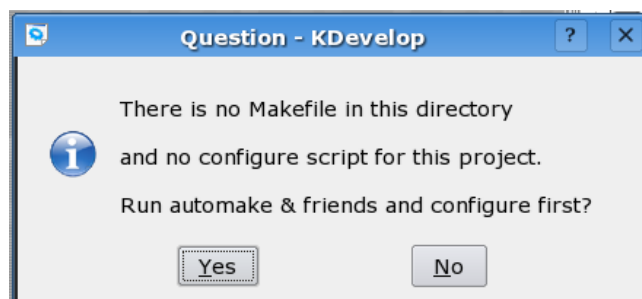 Question - KDevelop
?
There is no Makefile in this directory
and no configure script for this project.
Run automake & friends and configure first?
Yes No